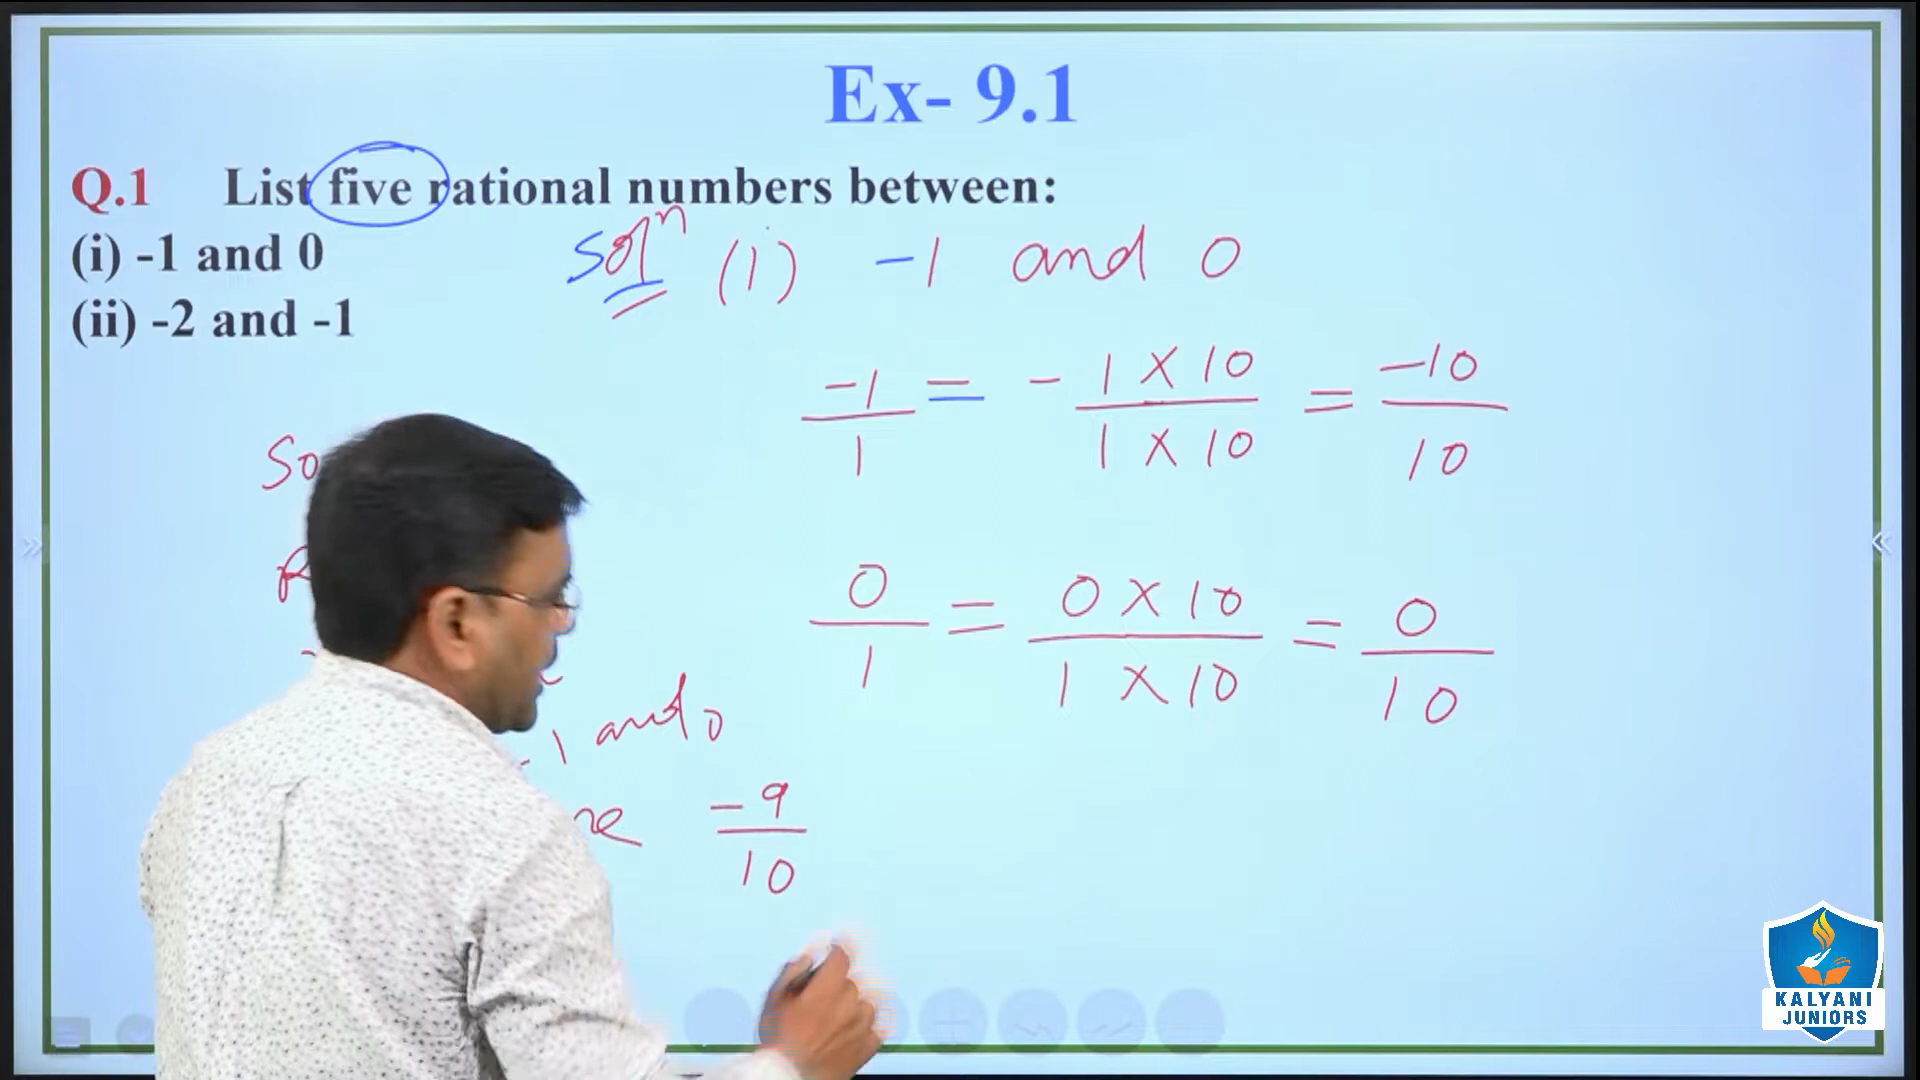 Ex- 9.1
Q.1 List five rational numbers between:
(i) -1 and 0
(ii) -2 and -1
Solⁿ (i) -1 and 0
-1/1 = - 1 × 10/1 × 10 = -10/10
0/1 = 0 × 10/1 × 10 = 0/10
So
-1 and 0
-9/10
KALYANI
JUNIORS